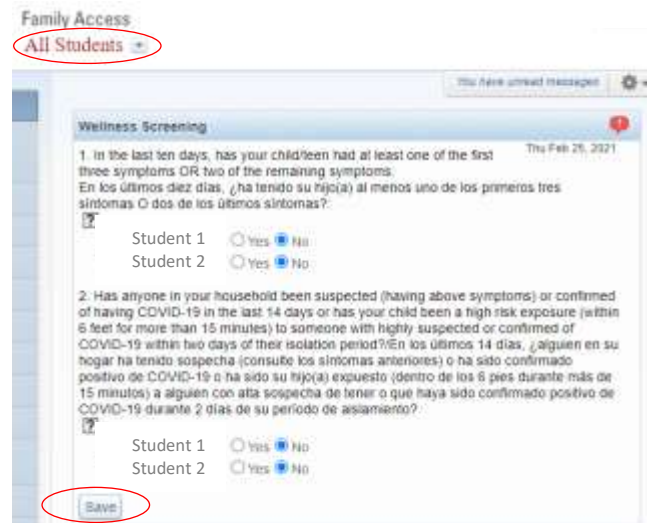 Family Access
All Students
You have unread messages
Wellness Screening
Thu Feb 25, 2021
1. In the last ten days, has your child/teen had at least one of the first
three symptoms OR two of the remaining symptoms.
En los últimos diez días, ¿ha tenido su hijo(a) al menos uno de los primeros tres
síntomas O dos de los últimos síntomas?
?
Student 1 Yes No
Student 2 Yes No
2. Has anyone in your household been suspected (having above symptoms) or confirmed
of having COVID-19 in the last 14 days or has your child been a high risk exposure (within
6 feet for more than 15 minutes) to someone with highly suspected or confirmed of
COVID-19 within two days of their isolation period?/En los últimos 14 días, ¿alguien en su
hogar ha tenido sospecha (consulte los síntomas anteriores) o ha sido confirmado
positivo de COVID-19 o ha sido su hijo(a) expuesto (dentro de los 6 pies durante más de
15 minutos) a alguien con alta sospecha de tener o que haya sido confirmado positivo de
COVID-19 durante 2 días de su período de aislamiento?
?
Student 1 Yes No
Student 2 Yes No
Save